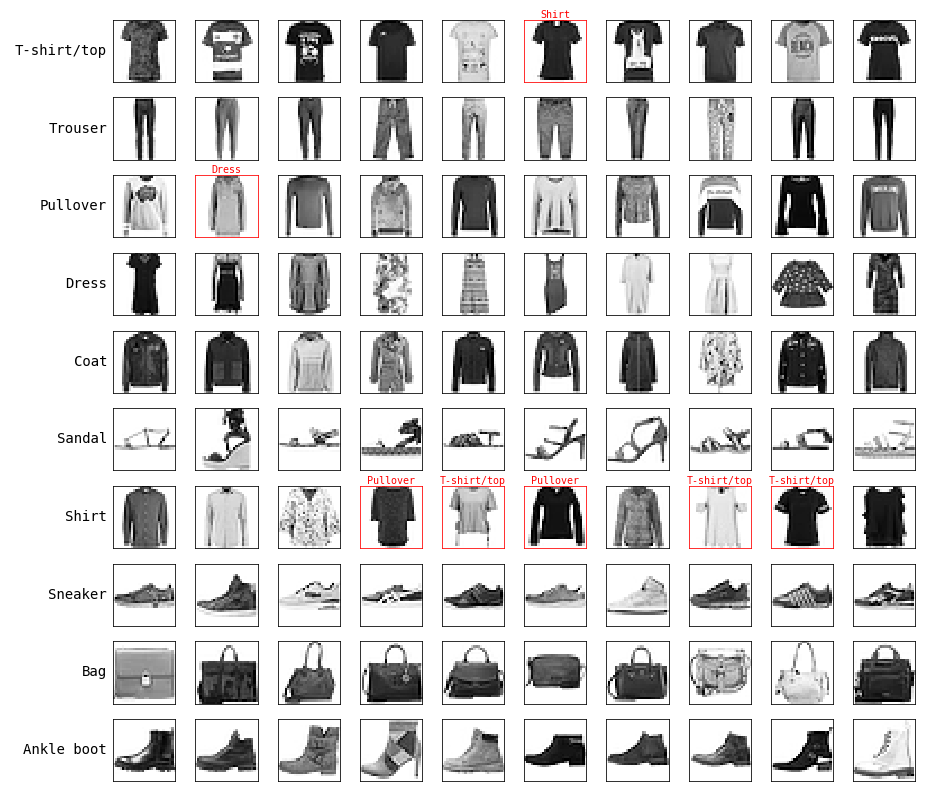 Shirt
T-shirt/top
Trouser
Dress
Pullover
Dress
Coat
Sandal
Pullover T-shirt/top Pullover T-shirt/top T-shirt/top
Shirt
Sneaker
Bag
Ankle boot